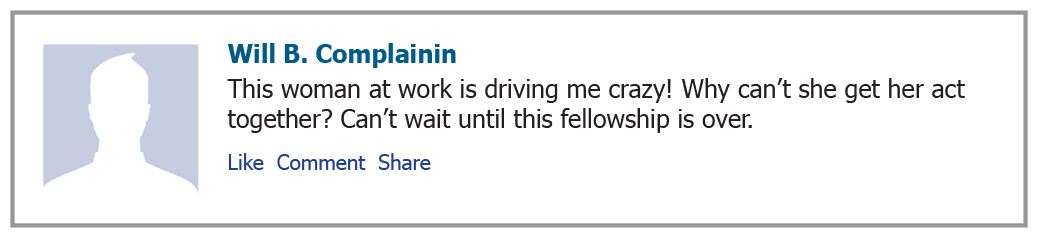 Will B. Complainin
This woman at work is driving me crazy! Why can’t she get her act
together? Can’t wait until this fellowship is over.
Like Comment Share